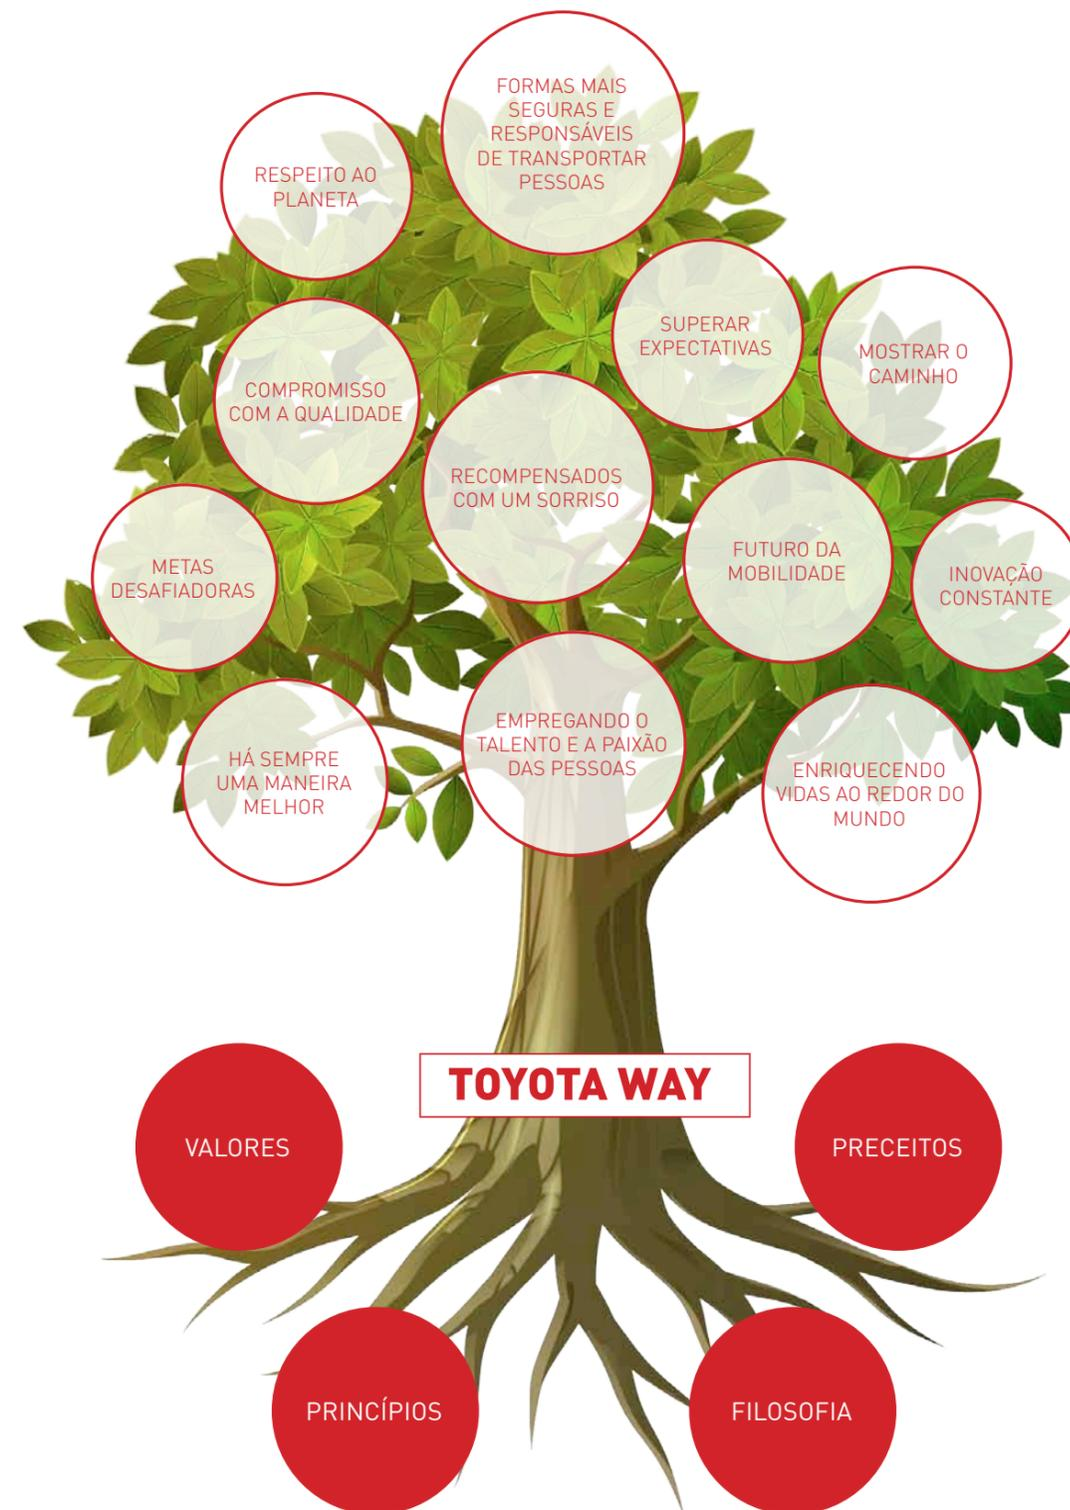 FORMAS MAIS
SEGURAS E
RESPONSÁVEIS
DE TRANSPORTAR
PESSOAS
RESPEITO AO
PLANETA
SUPERAR
EXPECTATIVAS
MOSTRAR O
CAMINHO
COMPROMISSO
COM A QUALIDADE
RECOMPENSADOS
COM UM SORRISO
FUTURO DA
MOBILIDADE
METAS
DESAFIADORAS
INOVAÇÃO
CONSTANTE
HÁ SEMPRE
UMA MANEIRA
MELHOR
EMPREGANDO O
TALENTO E A PAIXÃO
DAS PESSOAS
ENRIQUECENDO
VIDAS AO REDOR DO
MUNDO
TOYOTA WAY
VALORES
PRECEITOS
PRINCÍPIOS
FILOSOFIA